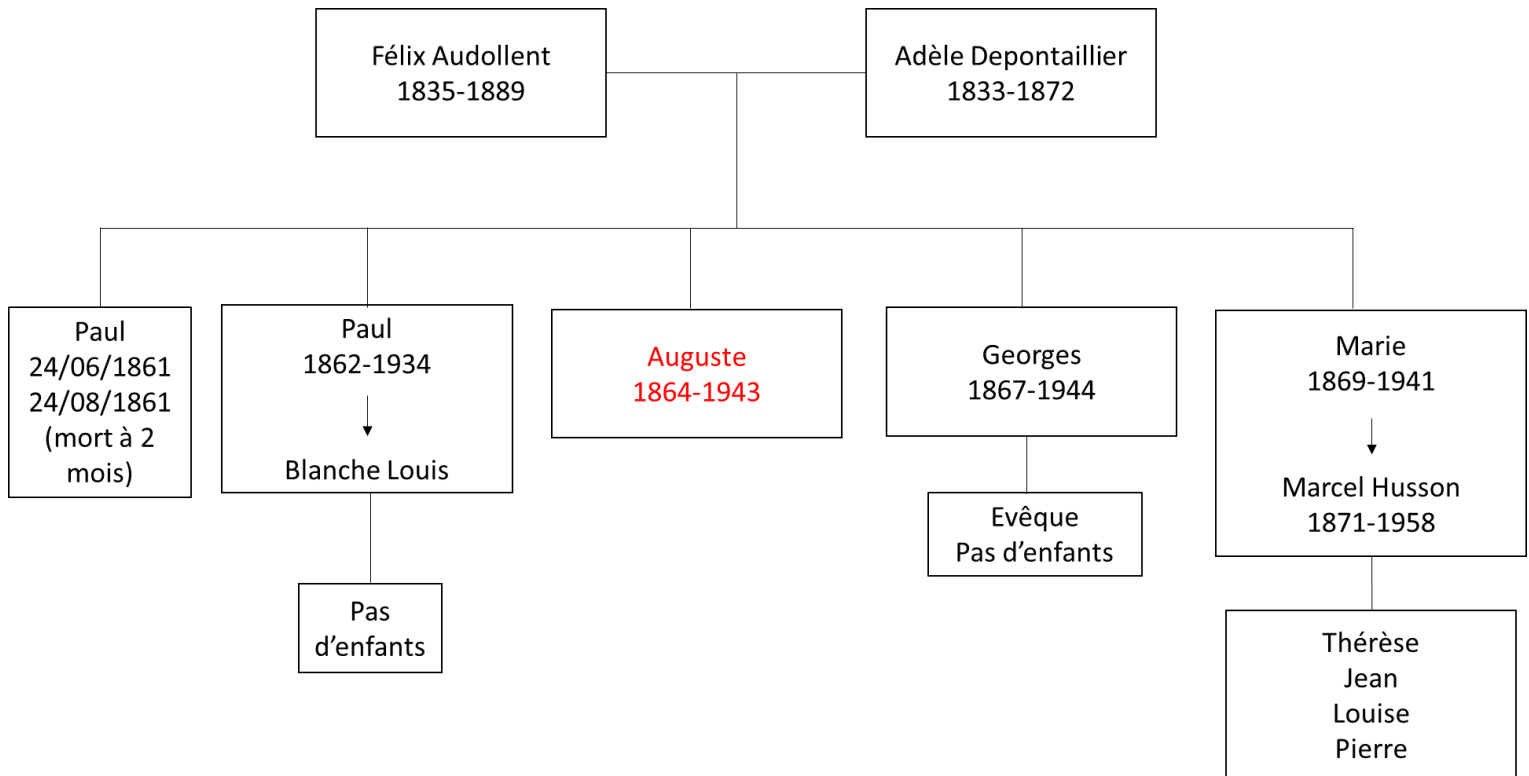 Félix Audollent
1835-1889
Adèle Depontaillier
1833-1872
Paul
24/06/1861
24/08/1861
(mort à 2
mois)
Paul
1862-1934
Blanche Louis
Auguste
1864-1943
Georges
1867-1944
Marie
1869-1941
Marcel Husson
1871-1958
Evêque
Pas d’enfants
Pas
d’enfants
Thérèse
Jean
Louise
Pierre